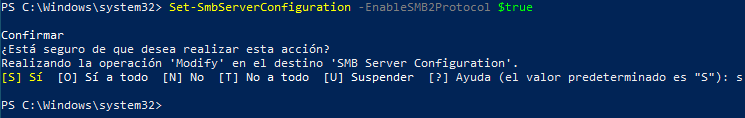 PS C:\Windows\system32> Set-SmbServerConfiguration -EnableSMB2Protocol $true
Confirmar
¿Está seguro de que desea realizar esta acción?
Realizando la operación 'Modify' en el destino 'SMB Server Configuration'.
[S] Sí  [O] Sí a todo  [N] No  [T] No a todo  [U] Suspender  [?] Ayuda (el valor predeterminado es "S"): s
PS C:\Windows\system32>